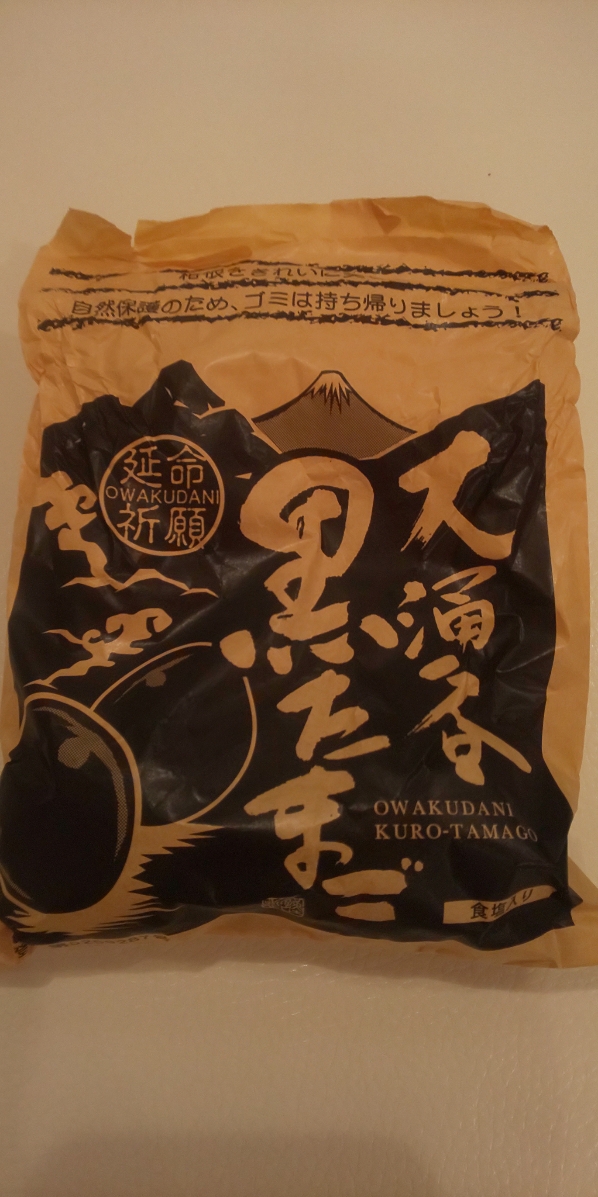 自然保護のため、ゴミは持ち帰りましょう！
延命
OWAKUDANI
祈願
大涌谷
黒たまご
OWAKUDANI
KURO-TAMAGO
食塩入り